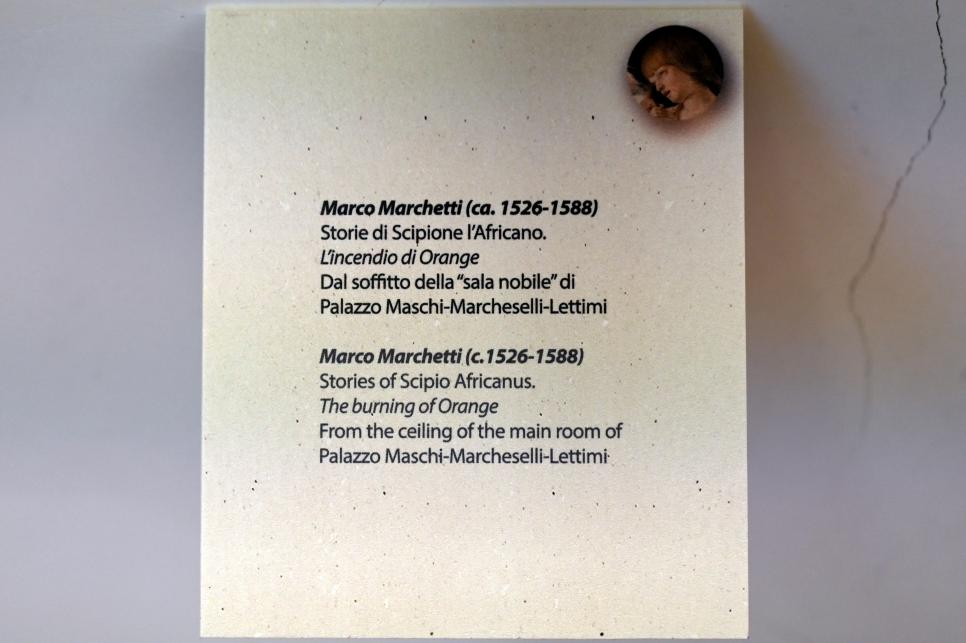 Marco Marchetti (ca. 1526-1588)
Storie di Scipione l'Africano.
L'incendio di Orange
Dal soffitto della “sala nobile” di
Palazzo Maschi-Marcheselli-Lettimi
Marco Marchetti (c.1526-1588)
Stories of Scipio Africanus.
The burning of Orange
From the ceiling of the main room of
Palazzo Maschi-Marcheselli-Lettimi